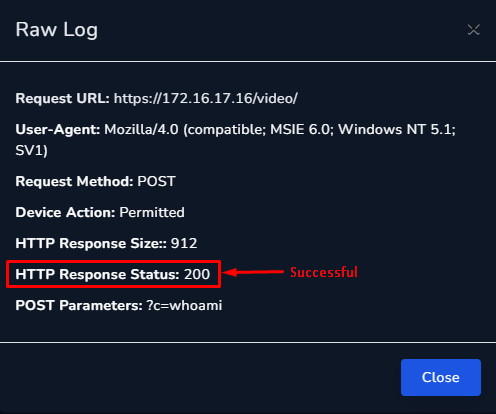 Raw Log
Request URL: https://172.16.17.16/video/
User-Agent: Mozilla/4.0 (compatible; MSIE 6.0; Windows NT 5.1;
SV1)
Request Method: POST
Device Action: Permitted
HTTP Response Size:: 912
HTTP Response Status: 200 Successful
POST Parameters: ?c=whoami
Close